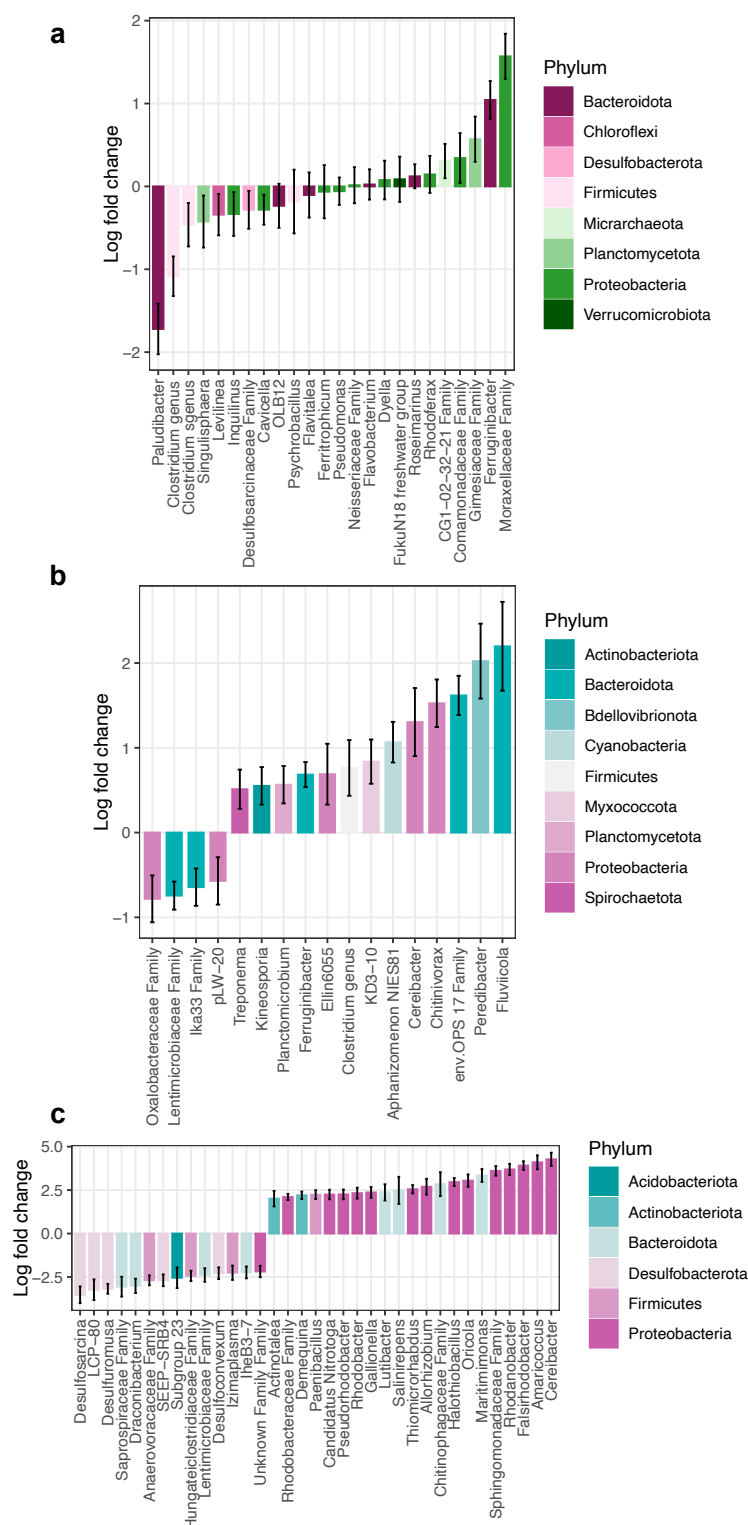 a
Log fold change
2
1
0
−1
−2
Paludibacter
Clostridium genus
Clostridium sgenus
Singulisphaera
Levilinea
Inquilinus
Desulfosarcinaceae Family
Cavicella
OLB12
Psychrobacillus
Flavitalea
Ferritrophicum
Pseudomonas
Neisseriaceae Family
Flavobacterium
Dyella
FukuN18 freshwater group
Roseimarinus
Rhodoferax
CG1−02−32−21 Family
Comamonadaceae Family
Gimesiaceae Family
Ferruginibacter
Moraxellaceae Family
Phylum
Bacteroidota
Chloroflexi
Desulfobacterota
Firmicutes
Micrarchaeota
Planctomycetota
Proteobacteria
Verrucomicrobiota
b
Log fold change
2
1
0
−1
Oxalobacteraceae Family
Lentimicrobiaceae Family
lka33 Family
pLW−20
Treponema
Kineosporia
Planctomicrobium
Ferruginibacter
Ellin6055
Clostridium genus
KD3−10
Aphanizomenon NIES81
Cereibacter
Chitinivorax
env.OPS 17 Family
Peredibacter
Fluviicola
Phylum
Actinobacteriota
Bacteroidota
Bdellovibrionota
Cyanobacteria
Firmicutes
Myxococcota
Planctomycetota
Proteobacteria
Spirochaetota
c
Log fold change
5.0
2.5
0.0
−2.5
Desulfosarcina
LCP−80
Desulfuromusa
Saprospiraceae Family
Draconibacterium
Anaerovoracaceae Family
SEEP−SRB4
Subgroup 23
Hungateiclostridiaceae Family
Lentimicrobiaceae Family
Desulfoconvexum
Izimaplasma
IheB3−7
Unknown Family Family
Actinotalea
Rhodobacteraceae Family
Demequina
Paenibacillus
Candidatus Nitrotoga
Pseudorhodobacter
Rhodobacter
Gallionella
Lutibacter
Salinirepens
Thiomicrorhabdus
Allorhizobium
Chitinophagaceae Family
Halothiobacillus
Oricola
Maritimimonas
Sphingomonadaceae Family
Rhodanobacter
Falsirhodobacter
Amaricoccus
Cereibacter
Phylum
Acidobacteriota
Actinobacteriota
Bacteroidota
Desulfobacterota
Firmicutes
Proteobacteria